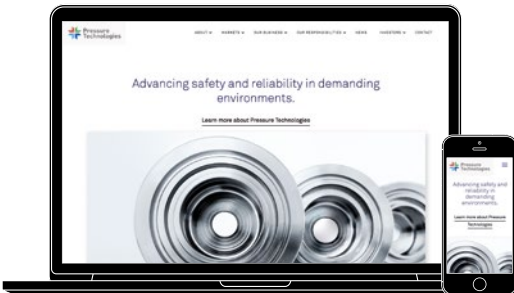 Pressure
Technologies
ABOUT MARKETS OUR BUSINESS OUR RESPONSIBILITIES NEWS INVESTORS CONTACT
Advancing safety and reliability in demanding
environments.
Learn more about Pressure Technologies
Pressure
Technologies
Advancing safety and
reliability in
demanding
environments.
Learn more about Pressure
Technologies